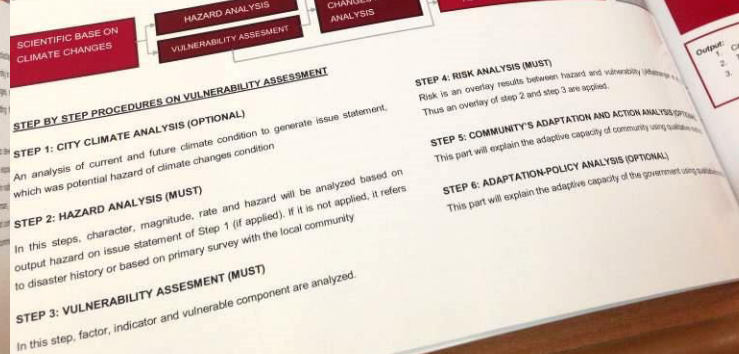 SCIENTIFIC BASE ON
CLIMATE CHANGES
HAZARD ANALYSIS
VULNERABILITY ASSESMENT
CHANGES
ANALYSIS
STEP BY STEP PROCEDURES ON VULNERABILITY ASSESSMENT
STEP 1: CITY CLIMATE ANALYSIS (OPTIONAL)
An analysis of current and future climate condition to generate issue statement,
which was potential hazard of climate changes condition
STEP 2: HAZARD ANALYSIS (MUST)
In this steps, character, magnitude, rate and hazard will be analyzed based on
output hazard on issue statement of Step 1 (if applied). If it is not applied, it refers
to disaster history or based on primary survey with the local community
STEP 3: VULNERABILITY ASSESMENT (MUST)
In this step, factor, indicator and vulnerable component are analyzed.
STEP 4: RISK ANALYSIS (MUST)
Risk is an overlay results between hazard and vulnerability
Thus an overlay of step 2 and step 3 are applied.
STEP 5: COMMUNITY'S ADAPTATION AND ACTION ANALYSIS
This part will explain the adaptive capacity of community using qualitative
STEP 6: ADAPTATION-POLICY ANALYSIS (OPTIONAL)
This part will explain the adaptive capacity of the government using
Output:
1.
2.
3.